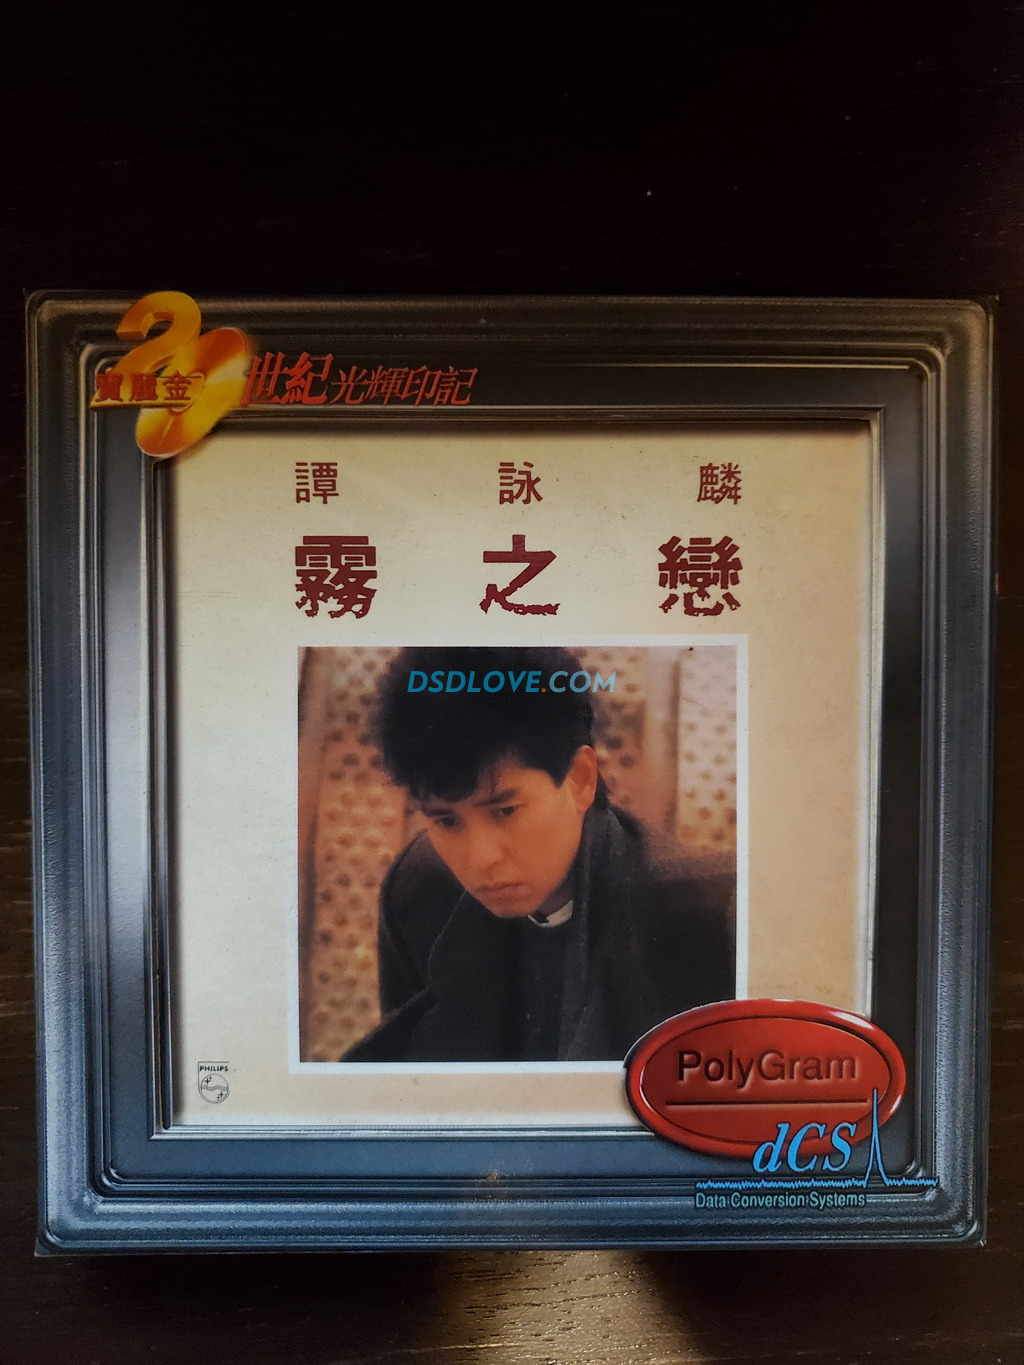 20
寶麗金 世紀光輝印記
譚詠麟
霧之戀
DSDLOVE.COM
PHILIPS
PolyGram
dCS
Data Conversion Systems